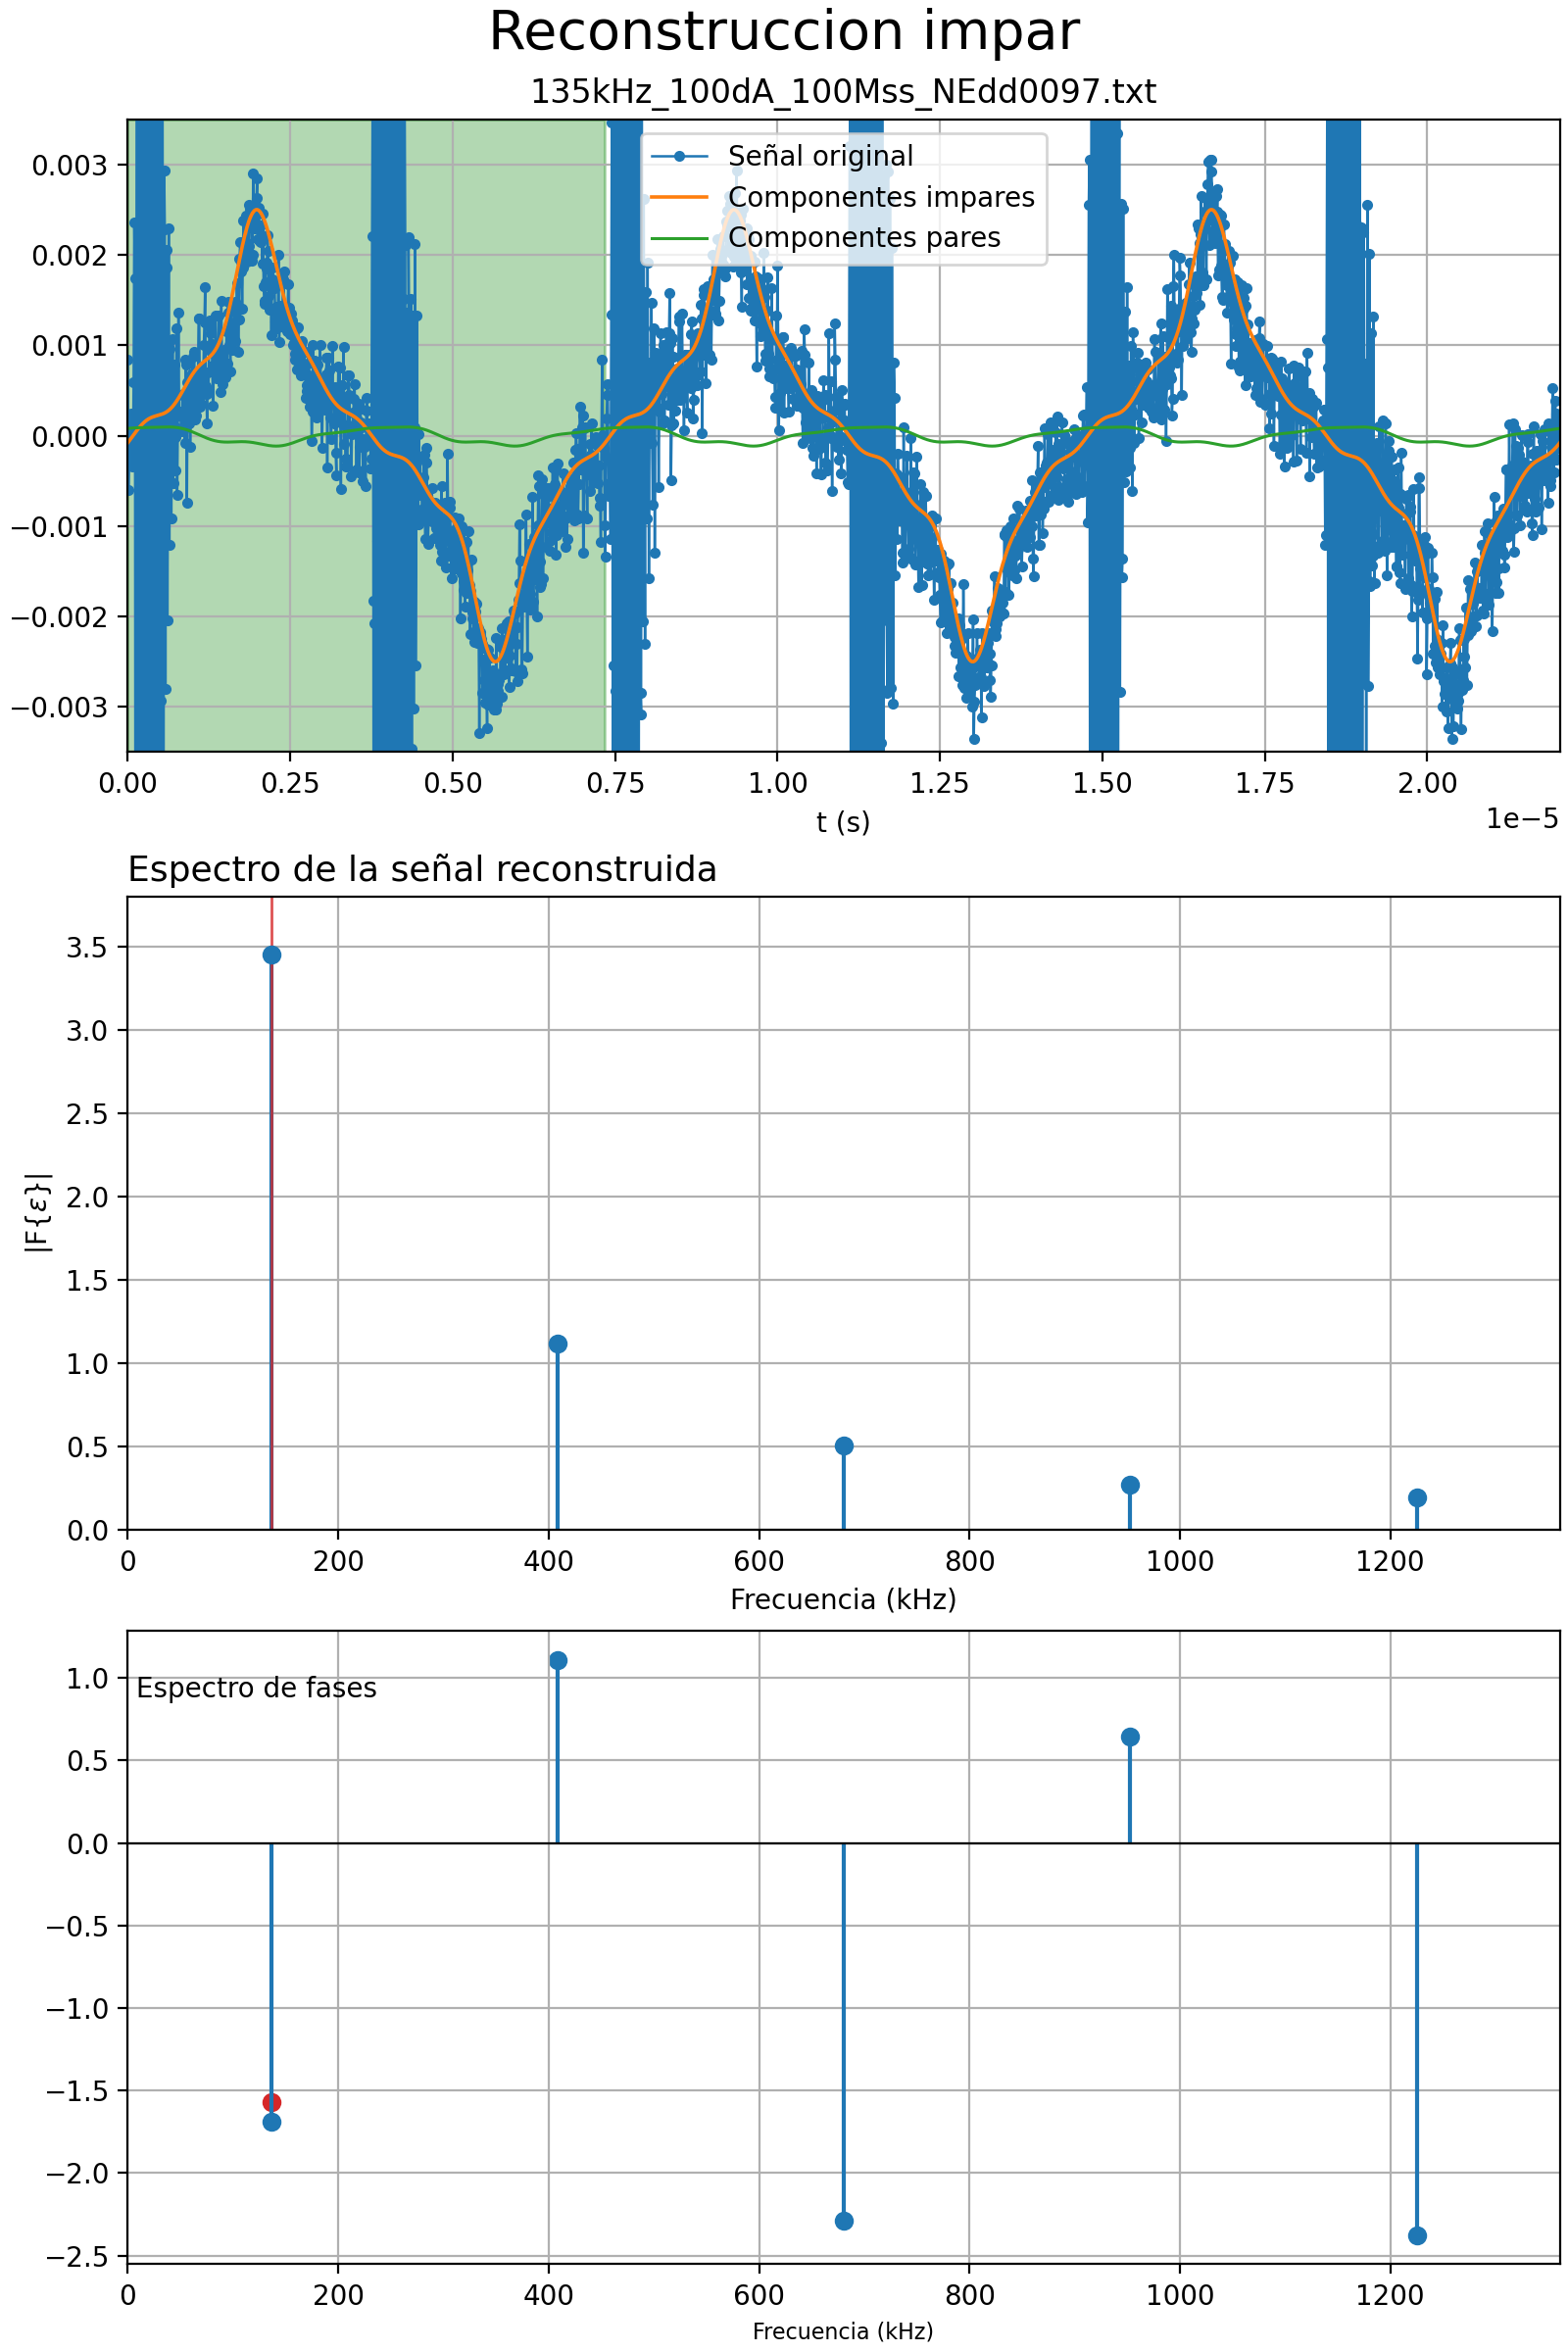 Reconstruccion impar
135kHz_100dA_100Mss_NEdd0097.txt
Señal original
Componentes impares
Componentes pares
0.003
0.002
0.001
0.000
−0.001
−0.002
−0.003
0.00 0.25 0.50 0.75 1.00 1.25 1.50 1.75 2.00
1e−5
t (s)
Espectro de la señal reconstruida
3.5
3.0
2.5
2.0
1.5
1.0
0.5
0.0
|F{ε}|
0 200 400 600 800 1000 1200
Frecuencia (kHz)
Espectro de fases
1.0
0.5
0.0
−0.5
−1.0
−1.5
−2.0
−2.5
0 200 400 600 800 1000 1200
Frecuencia (kHz)